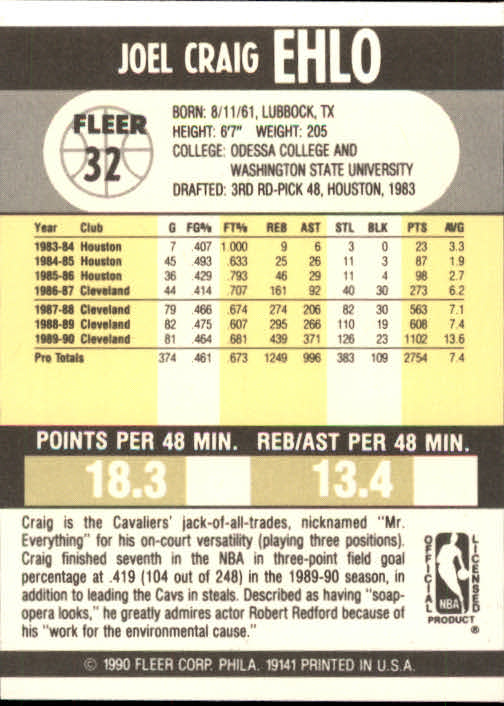 JOEL CRAIG EHLO
FLEER
32
BORN: 8/11/61, LUBBOCK, TX
HEIGHT: 6'7" WEIGHT: 205
COLLEGE: ODESSA COLLEGE AND
WASHINGTON STATE UNIVERSITY
DRAFTED: 3RD RD-PICK 48, HOUSTON, 1983
Year Club G FG% FT% REB AST STL BLK PTS AVG
1983-84 Houston 7 .407 1.000 9 6 3 0 23 3.3
1984-85 Houston 45 .493 .633 25 26 11 3 87 1.9
1985-86 Houston 36 .429 .793 46 29 11 4 98 2.7
1986-87 Cleveland 44 .414 .707 161 92 40 30 273 6.2
1987-88 Cleveland 79 .466 .674 274 206 82 30 563 7.1
1988-89 Cleveland 82 .475 .607 295 266 110 19 608 7.4
1989-90 Cleveland 81 .464 .681 439 371 126 23 1102 13.6
Pro Totals 374 .461 .673 1249 996 383 109 2754 7.4
POINTS PER 48 MIN. REB/AST PER 48 MIN.
18.3 13.4
Craig is the Cavaliers' jack-of-all-trades, nicknamed "Mr.
Everything" for his on-court versatility (playing three positions).
Craig finished seventh in the NBA in three-point field goal
percentage at .419 (104 out of 248) in the 1989-90 season, in
addition to leading the Cavs in steals. Described as having "soap-
opera looks," he greatly admires actor Robert Redford because of
his "work for the environmental cause."
OFFICIAL
LICENSED
NBA
PRODUCT
®
© 1990 FLEER CORP. PHILA. 19141 PRINTED IN U.S.A.